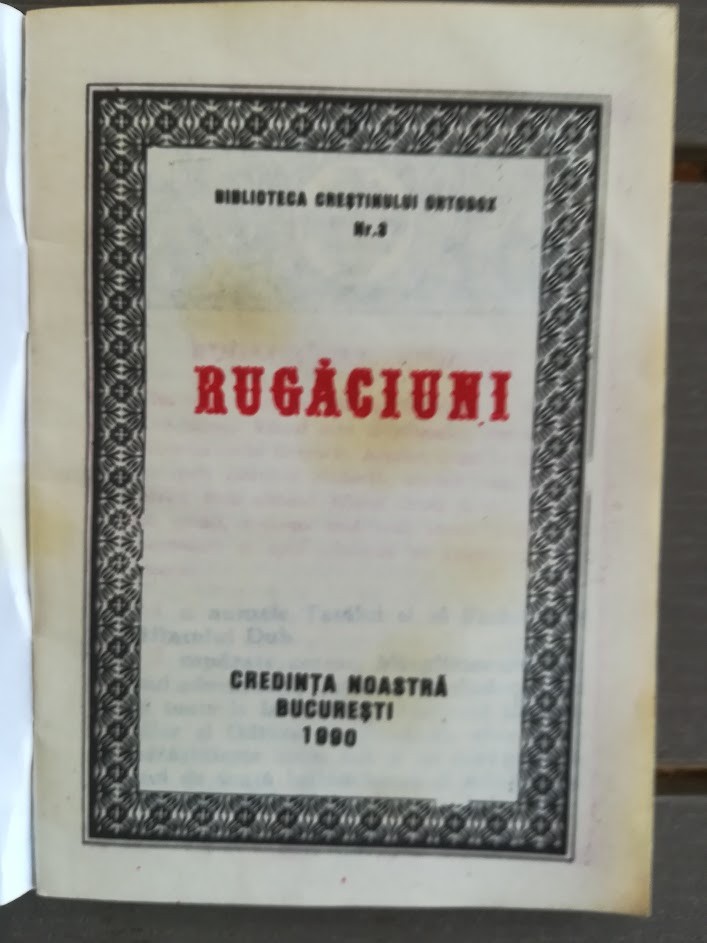 BIBLIOTECA CREȘTINULUI ORTODOX
Nr.3
RUGĂCIUNI
CREDINȚA NOASTRĂ
BUCUREȘTI
1990